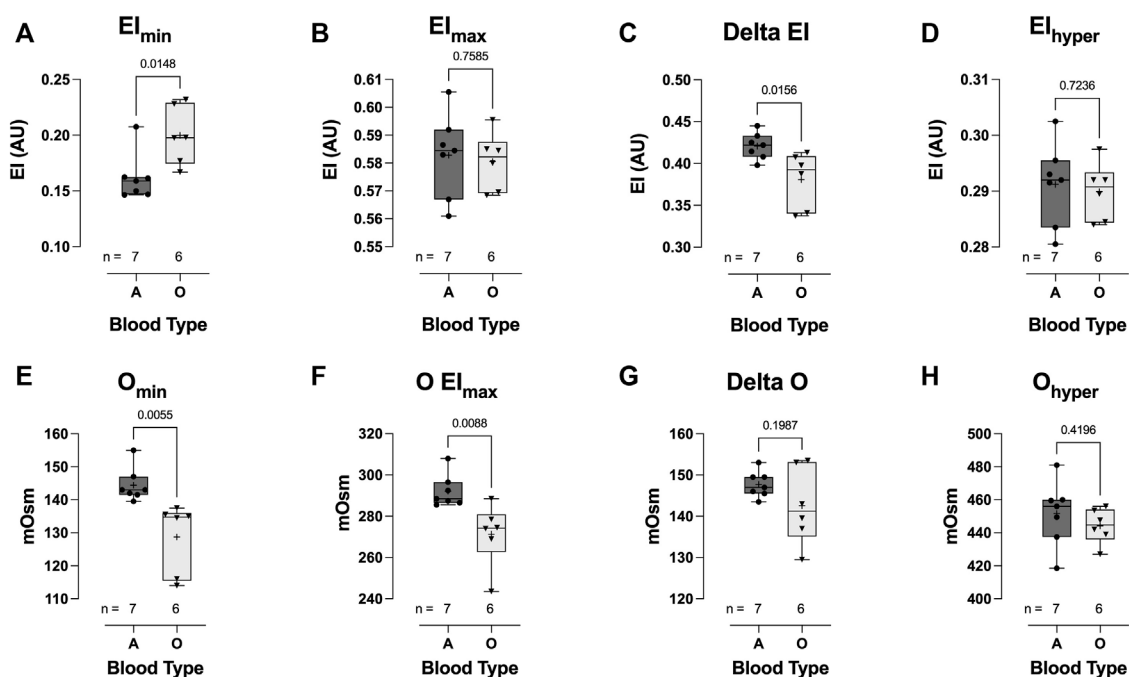 A EImin
0.0148
EI (AU)
0.25
0.20
0.15
0.10
n = 7 6
A O
Blood Type
B EImax
0.7585
EI (AU)
0.61
0.60
0.59
0.58
0.57
0.56
0.55
n = 7 6
A O
Blood Type
C Delta EI
0.0156
EI (AU)
0.50
0.45
0.40
0.35
0.30
n = 7 6
A O
Blood Type
D EIhyper
0.7236
EI (AU)
0.31
0.30
0.29
0.28
n = 7 6
A O
Blood Type
E Omin
0.0055
mOsm
160
150
140
130
120
110
n = 7 6
A O
Blood Type
F O EImax
0.0088
mOsm
320
300
280
260
240
n = 7 6
A O
Blood Type
G Delta O
0.1987
mOsm
160
150
140
130
120
n = 7 6
A O
Blood Type
H Ohyper
0.4196
mOsm
500
480
460
440
420
400
n = 7 6
A O
Blood Type